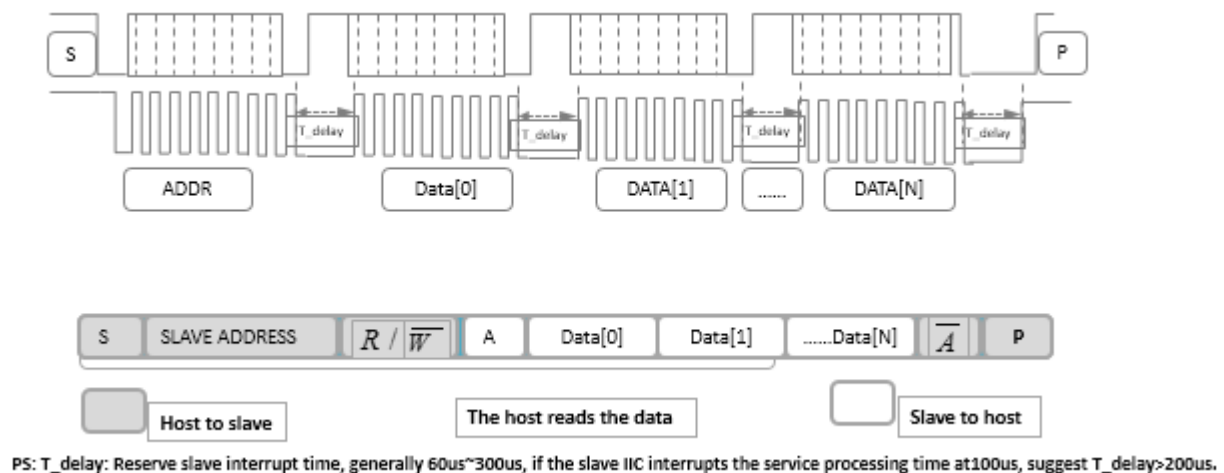 S
P
T_delay T_delay T_delay T_delay
ADDR Data[0] DATA[1] ...... DATA[N]
S SLAVE ADDRESS R / W̅ A Data[0] Data[1] ......Data[N] A̅ P
Host to slave The host reads the data Slave to host
PS: T_delay: Reserve slave interrupt time, generally 60us~300us, if the slave IIC interrupts the service processing time at100us, suggest T_delay>200us.